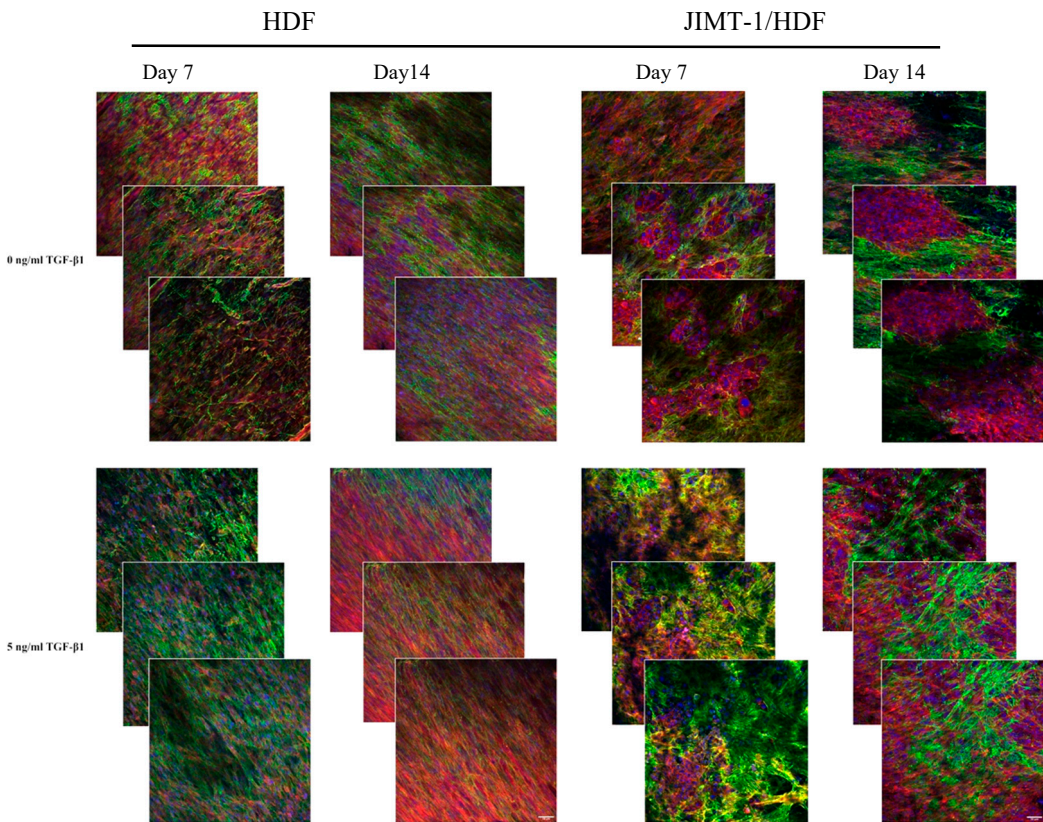 HDF JIMT-1/HDF
Day 7 Day14 Day 7 Day 14
0 ng/ml TGF-β1
5 ng/ml TGF-β1